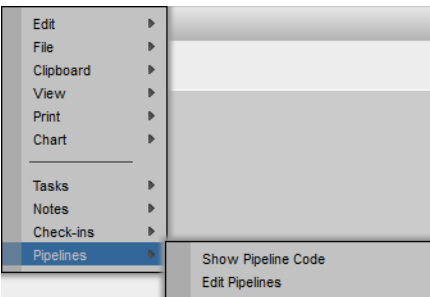 Edit
File
Clipboard
View
Print
Chart
Tasks
Notes
Check-ins
Pipelines
Show Pipeline Code
Edit Pipelines